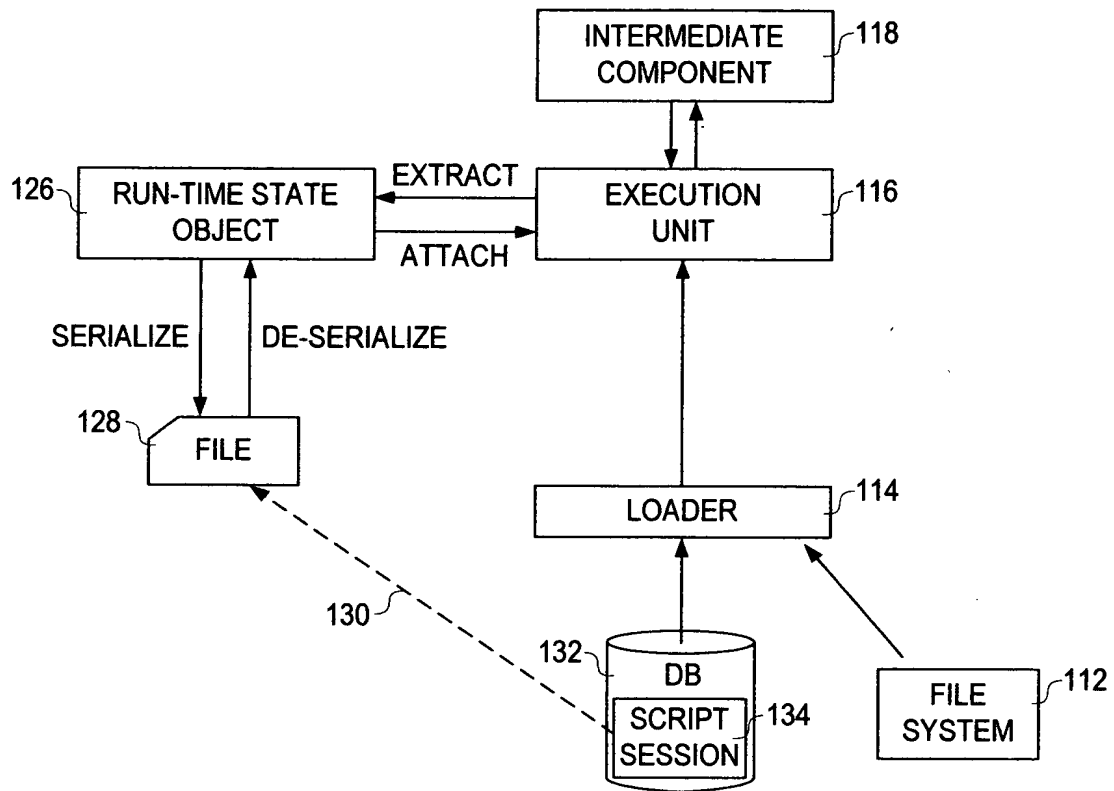 INTERMEDIATE
COMPONENT
118
126
RUN-TIME STATE
OBJECT
EXTRACT
ATTACH
EXECUTION
UNIT
116
SERIALIZE
DE-SERIALIZE
128
FILE
LOADER
114
130
132
DB
SCRIPT
SESSION
134
FILE
SYSTEM
112